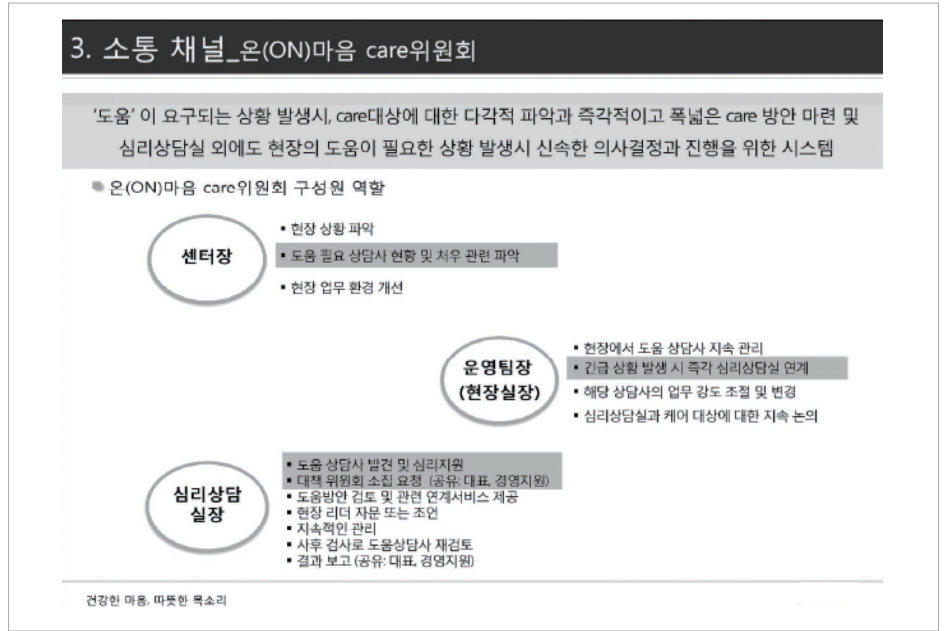 3. 소통 채널_온(ON)마음 care위원회
‘도움’ 이 요구되는 상황 발생시, care대상에 대한 다각적 파악과 즉각적이고 폭넓은 care 방안 마련 및
심리상담실 외에도 현장의 도움이 필요한 상황 발생시 신속한 의사결정과 진행을 위한 시스템
온(ON)마음 care위원회 구성원 역할
센터장
▪ 현장 상황 파악
▪ 도움 필요 상담사 현황 및 처우 관련 파악
▪ 현장 업무 환경 개선
운영팀장
(현장실장)
▪ 현장에서 도움 상담사 지속 관리
▪ 긴급 상황 발생 시 즉각 심리상담실 연계
▪ 해당 상담사의 업무 강도 조절 및 변경
▪ 심리상담실과 케어 대상에 대한 지속 논의
심리상담
실장
▪ 도움 상담사 발견 및 심리지원
▪ 대책 위원회 소집 요청 (공유: 대표, 경영지원)
▪ 도움방안 검토 및 관련 연계서비스 제공
▪ 현장 리더 자문 또는 조언
▪ 지속적인 관리
▪ 사후 검사로 도움상담사 재검토
▪ 결과 보고 (공유: 대표, 경영지원)
건강한 마음, 따뜻한 목소리